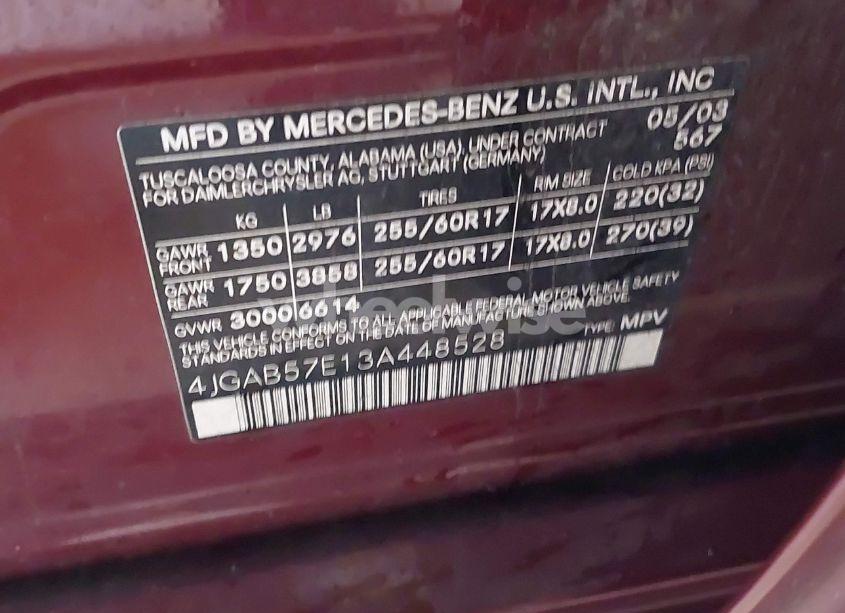 MFD BY MERCEDES-BENZ U.S. INTL., INC
TUSCALOOSA COUNTY, ALABAMA (USA), UNDER CONTRACT 05/03
FOR DAIMLERCHRYSLER AG, STUTTGART (GERMANY) 567
KG LB TIRES RIM SIZE COLD KPA (PSI)
GAWR FRONT 1350 2976 255/60R17 17X8.0 220(32)
GAWR REAR 1750 3858 255/60R17 17X8.0 270(39)
GVWR 3000 6614
THIS VEHICLE CONFORMS TO ALL APPLICABLE FEDERAL MOTOR VEHICLE SAFETY
STANDARDS IN EFFECT ON THE DATE OF MANUFACTURE SHOWN ABOVE.
4JGAB57E13A448528 TYPE: MPV